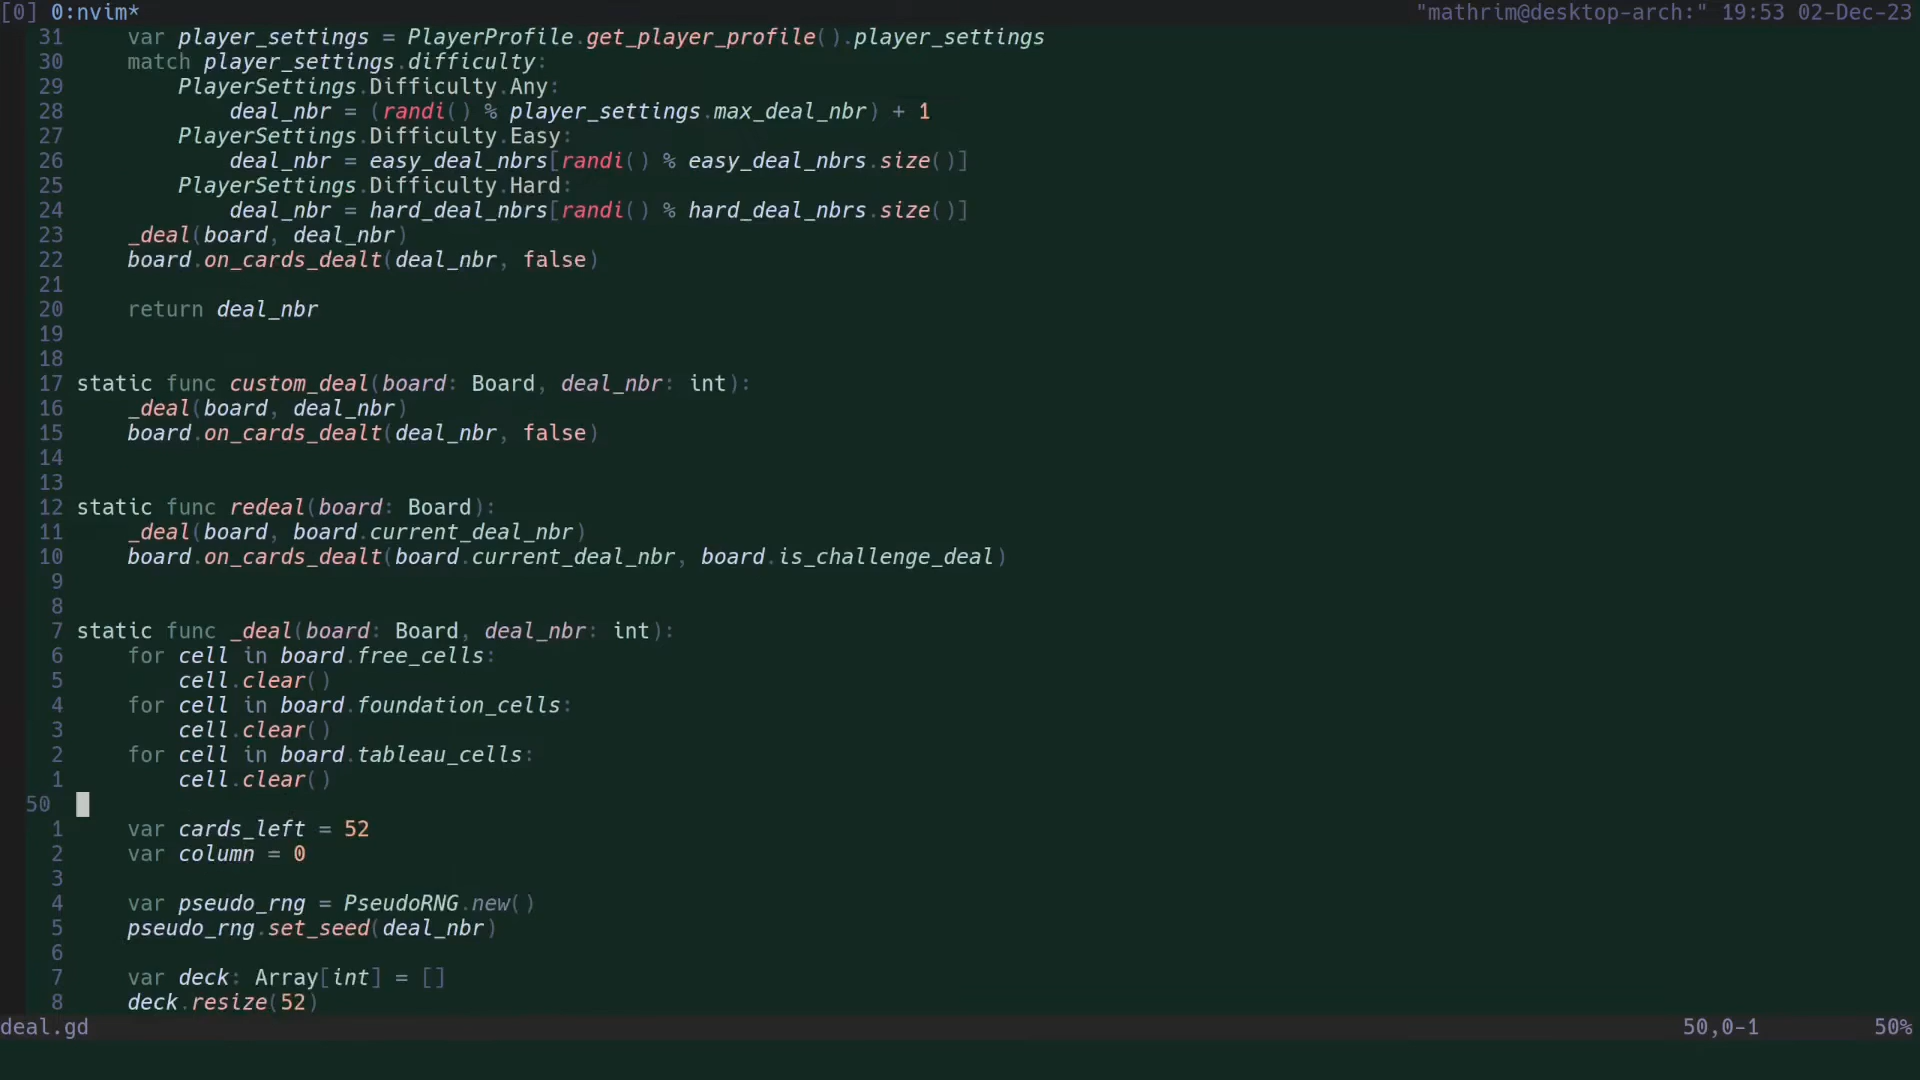 [0] 0:nvim* "mathrim@desktop-arch:" 19:53 02-Dec-23
31 var player_settings = PlayerProfile.get_player_profile().player_settings
30 match player_settings.difficulty:
29 PlayerSettings.Difficulty.Any:
28 deal_nbr = (randi() % player_settings.max_deal_nbr) + 1
27 PlayerSettings.Difficulty.Easy:
26 deal_nbr = easy_deal_nbrs[randi() % easy_deal_nbrs.size()]
25 PlayerSettings.Difficulty.Hard:
24 deal_nbr = hard_deal_nbrs[randi() % hard_deal_nbrs.size()]
23 _deal(board, deal_nbr)
22 board.on_cards_dealt(deal_nbr, false)
21
20 return deal_nbr
19
18
17 static func custom_deal(board: Board, deal_nbr: int):
16 _deal(board, deal_nbr)
15 board.on_cards_dealt(deal_nbr, false)
14
13
12 static func redeal(board: Board):
11 _deal(board, board.current_deal_nbr)
10 board.on_cards_dealt(board.current_deal_nbr, board.is_challenge_deal)
9
8
7 static func _deal(board: Board, deal_nbr: int):
6 for cell in board.free_cells:
5 cell.clear()
4 for cell in board.foundation_cells:
3 cell.clear()
2 for cell in board.tableau_cells:
1 cell.clear()
50
1 var cards_left = 52
2 var column = 0
3
4 var pseudo_rng = PseudoRNG.new()
5 pseudo_rng.set_seed(deal_nbr)
6
7 var deck: Array[int] = []
8 deck.resize(52)
deal.gd 50,0-1 50%